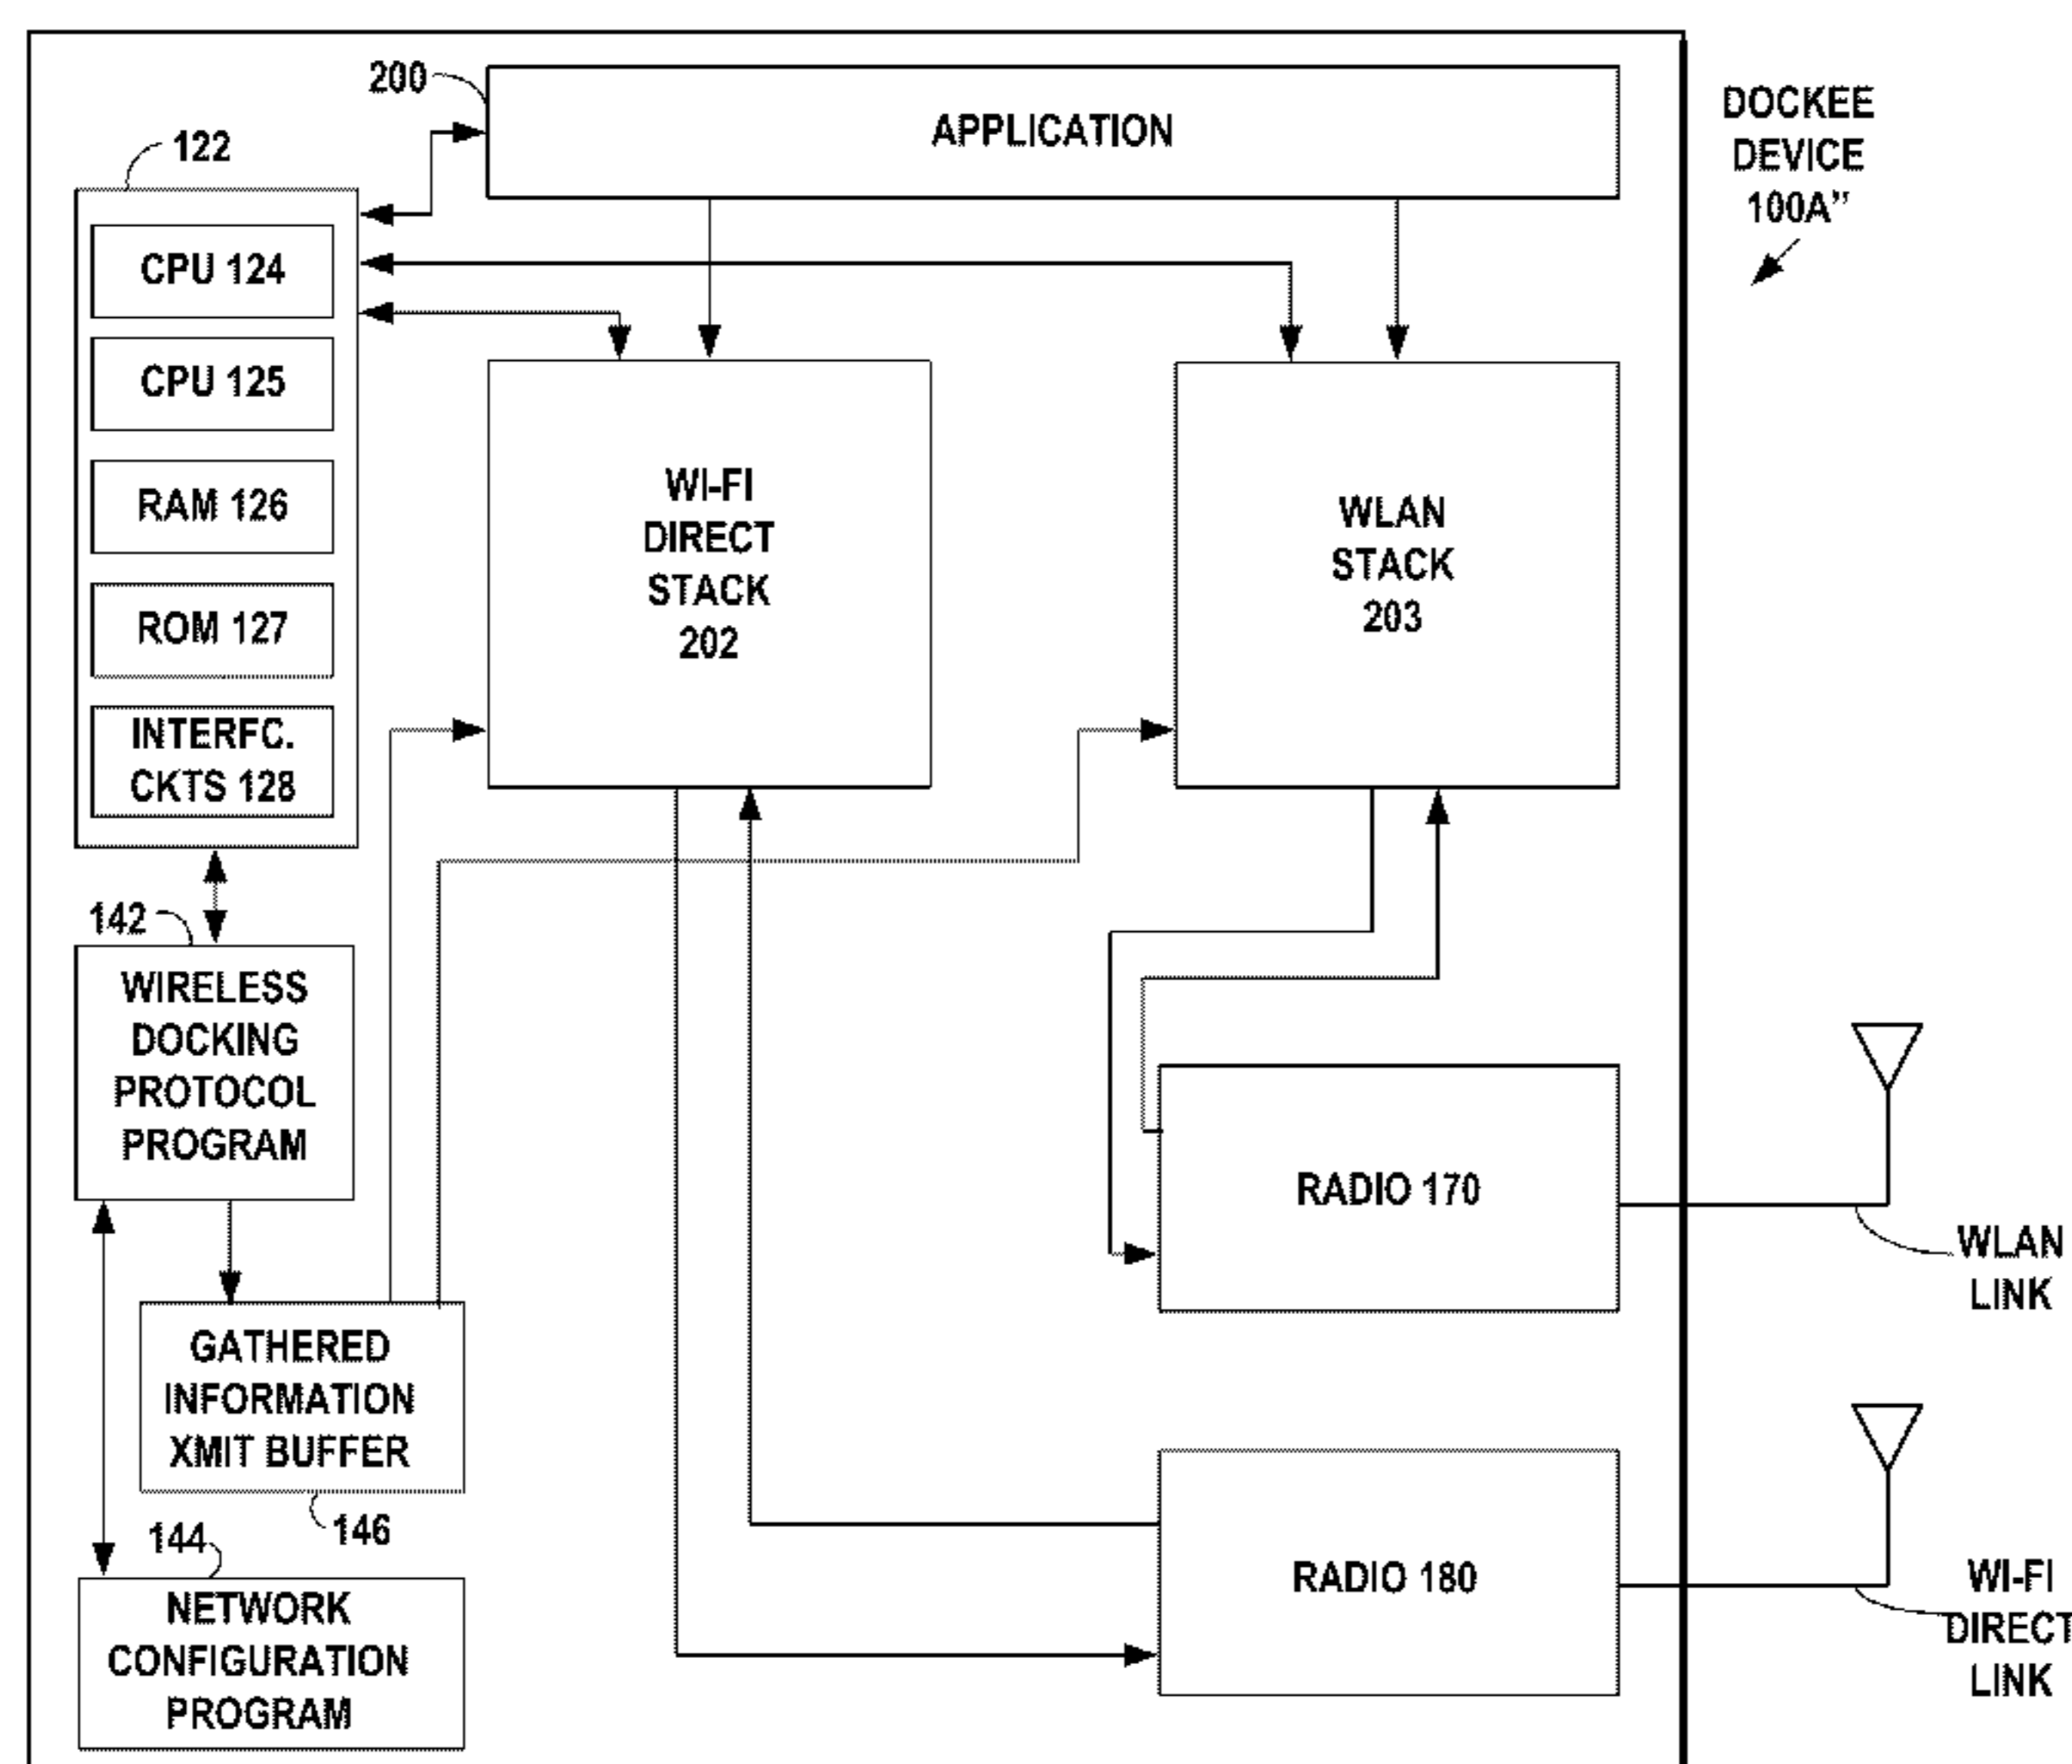 200
APPLICATION
DOCKEE
DEVICE
100A”
122
CPU 124
CPU 125
RAM 126
ROM 127
INTERFC.
CKTS 128
WI-FI
DIRECT
STACK
202
WLAN
STACK
203
142
WIRELESS
DOCKING
PROTOCOL
PROGRAM
RADIO 170
WLAN
LINK
GATHERED
INFORMATION
XMIT BUFFER
146
144
NETWORK
CONFIGURATION
PROGRAM
RADIO 180
WI-FI
DIRECT
LINK